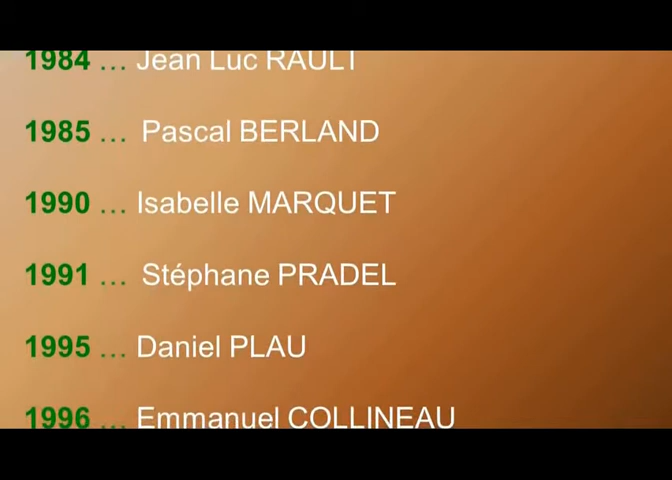 1984 ... Jean Luc RAULT
1985 ... Pascal BERLAND
1990 ... Isabelle MARQUET
1991 ... Stéphane PRADEL
1995 ... Daniel PLAU
1996 ... Emmanuel COLLINEAU